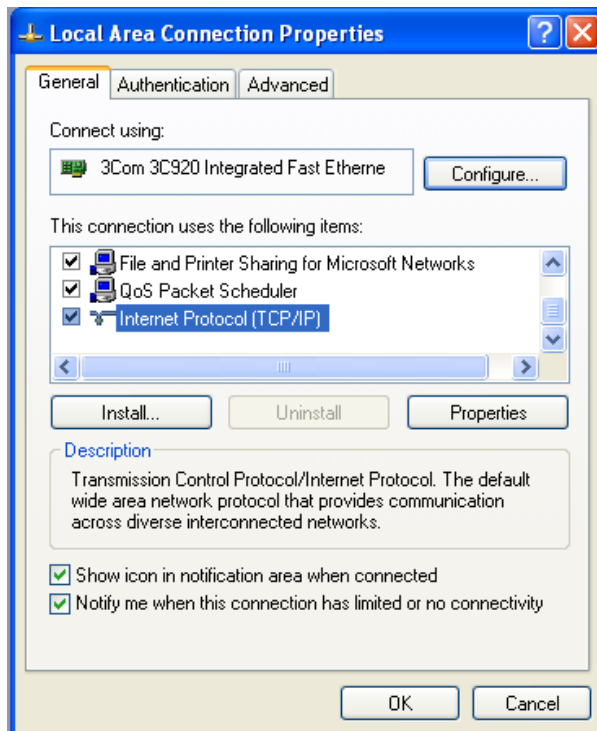 Local Area Connection Properties
General Authentication Advanced
Connect using:
3Com 3C920 Integrated Fast Etherne
Configure...
This connection uses the following items:
File and Printer Sharing for Microsoft Networks
QoS Packet Scheduler
Internet Protocol (TCP/IP)
Install... Uninstall Properties
Description
Transmission Control Protocol/Internet Protocol. The default
wide area network protocol that provides communication
across diverse interconnected networks.
Show icon in notification area when connected
Notify me when this connection has limited or no connectivity
OK Cancel